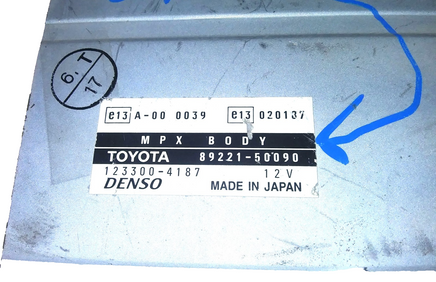 6. T
17
e13 A-00 0039 e13 020137
MPX BODY
TOYOTA 89221-50090
123300-4187 12V
DENSO MADE IN JAPAN